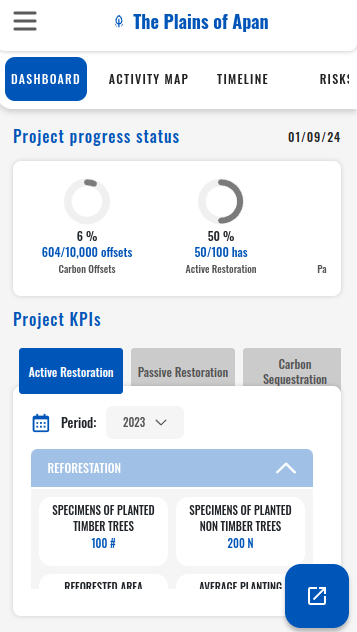 The Plains of Apan
DASHBOARD
ACTIVITY MAP
TIMELINE
RISKS
Project progress status
01/09/24
6 %
604/10,000 offsets
Carbon Offsets
50 %
50/100 has
Active Restoration
Pa
Project KPIs
Active Restoration
Passive Restoration
Carbon
Sequestration
Period:
2023
REFORESTATION
SPECIMENS OF PLANTED
TIMBER TREES
100 #
SPECIMENS OF PLANTED
NON TIMBER TREES
200 N
REFORESTED AREA
AVERAGE PLANTING